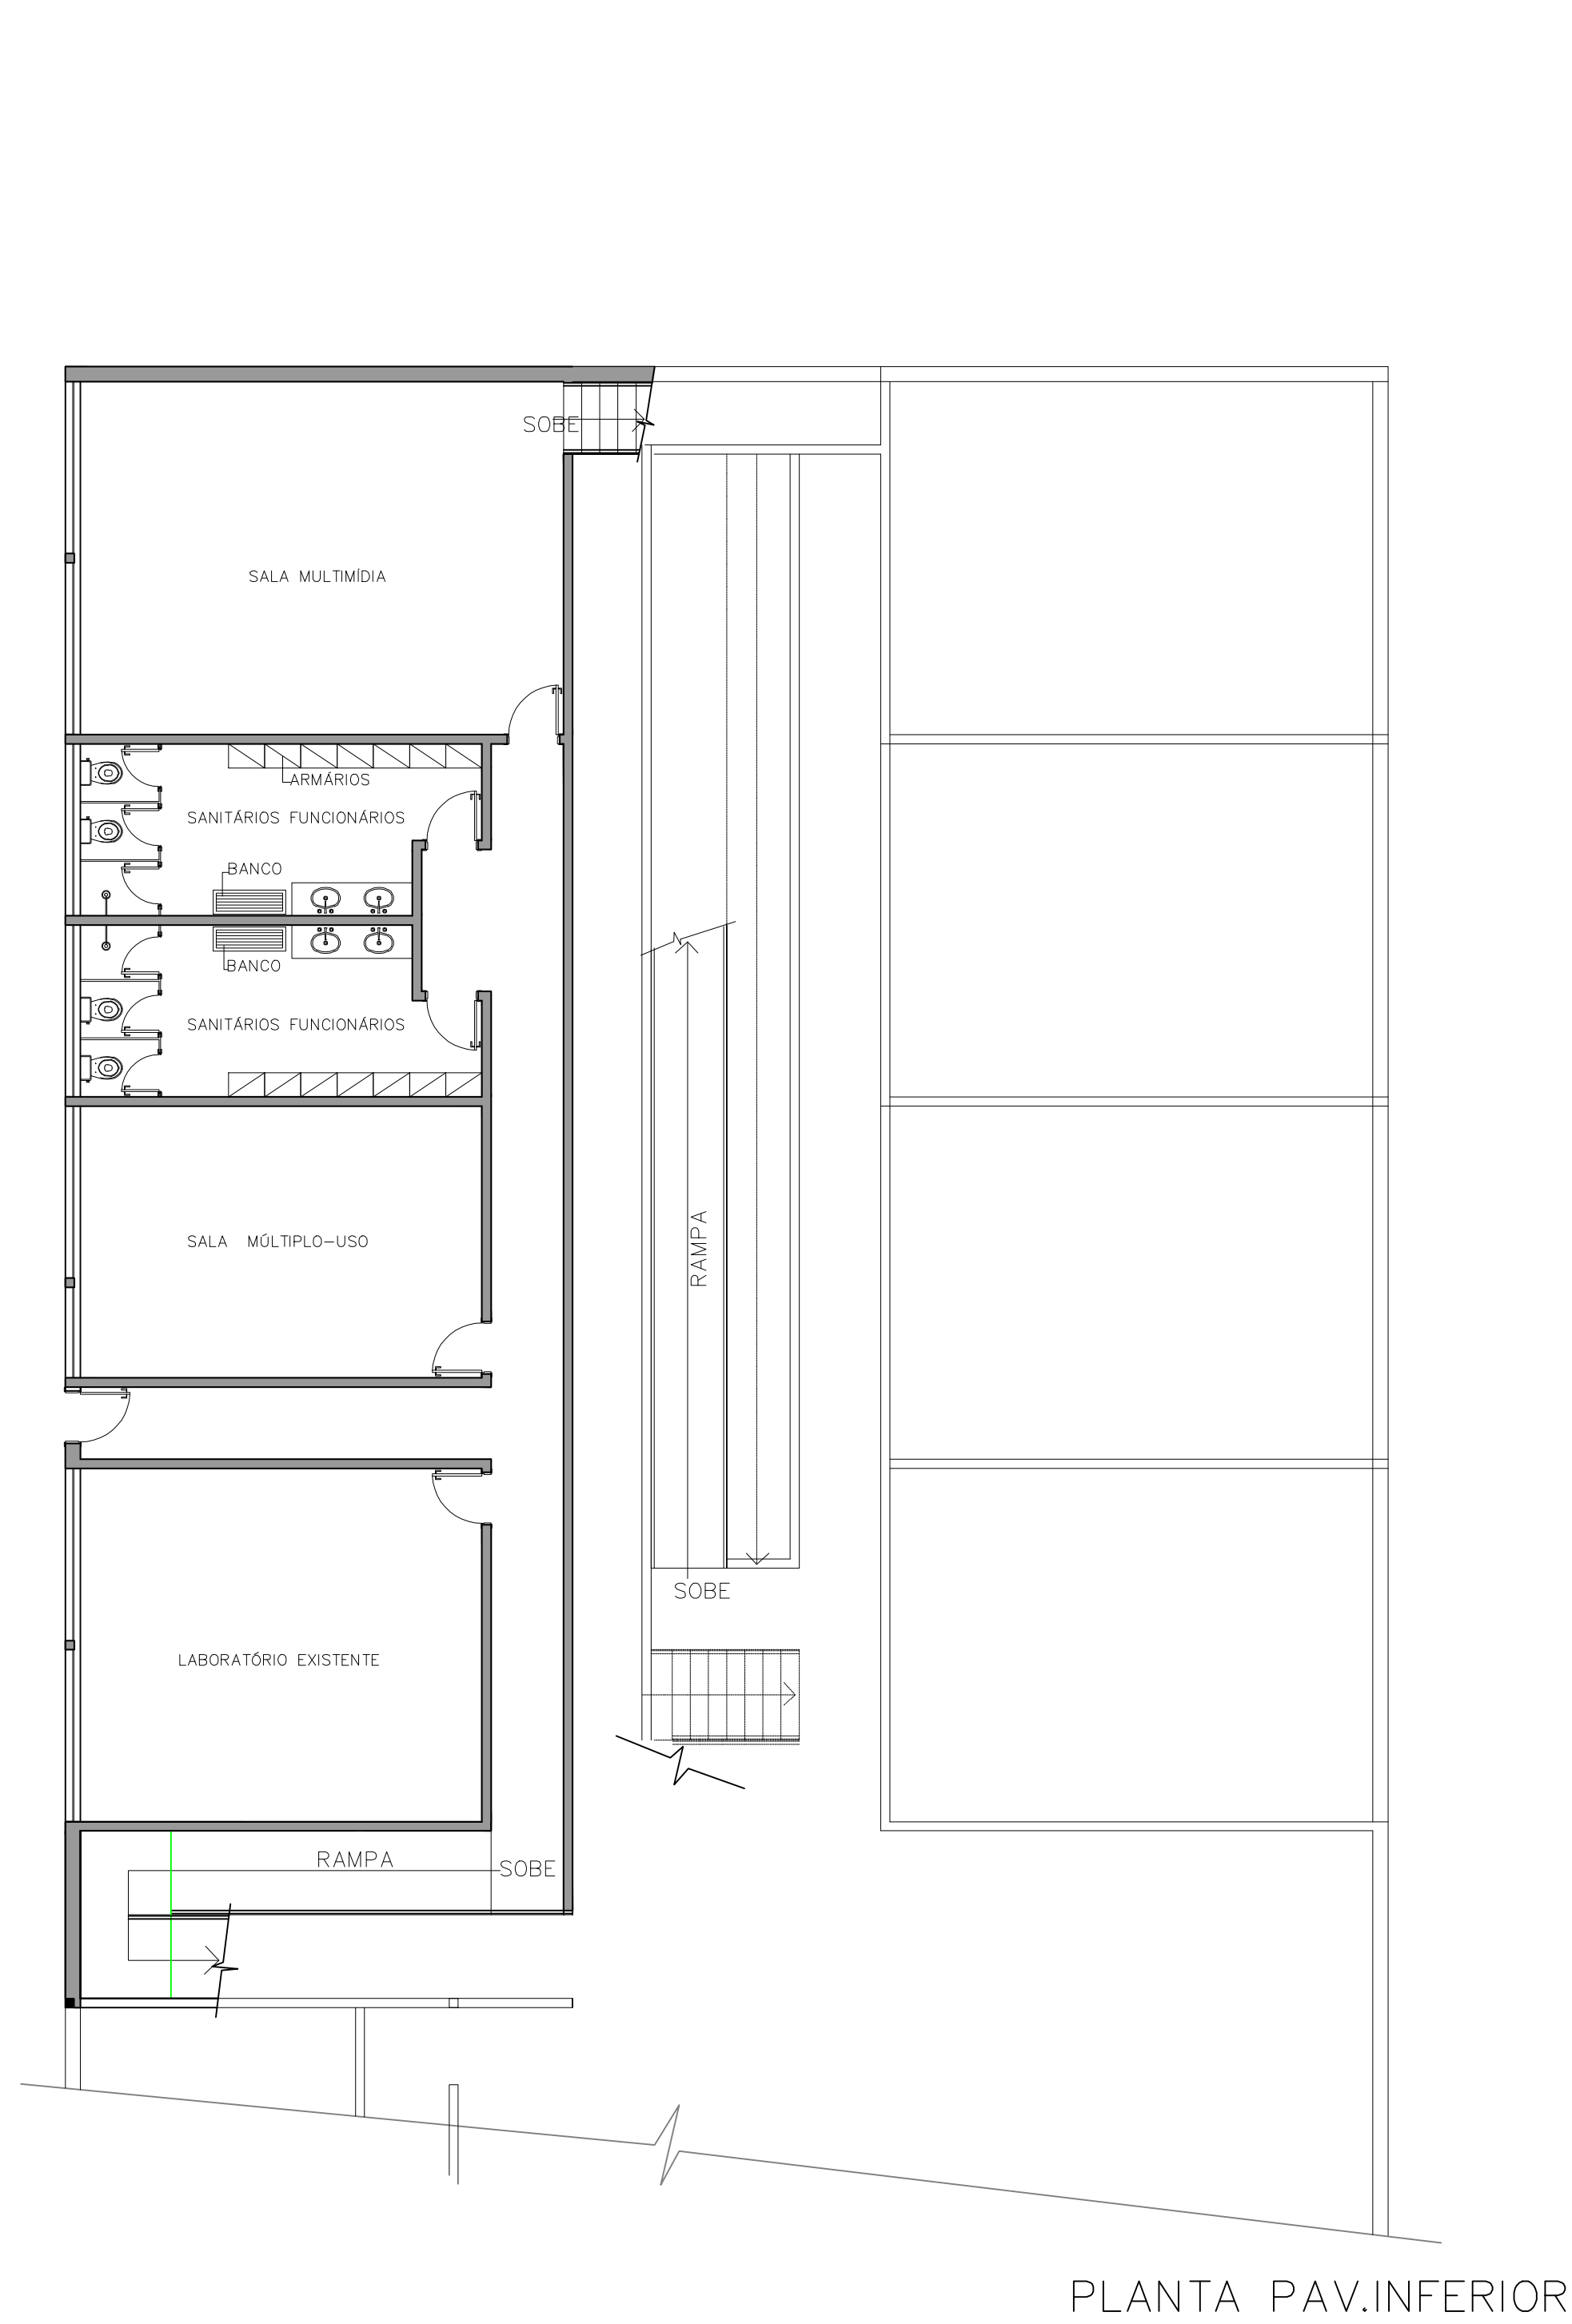 SOBE
SALA MULTIMÍDIA
ARMÁRIOS
SANITÁRIOS FUNCIONÁRIOS
BANCO
BANCO
SANITÁRIOS FUNCIONÁRIOS
SALA MÚLTIPLO-USO
RAMPA
SOBE
LABORATÓRIO EXISTENTE
RAMPA
SOBE
PLANTA PAV.INFERIOR